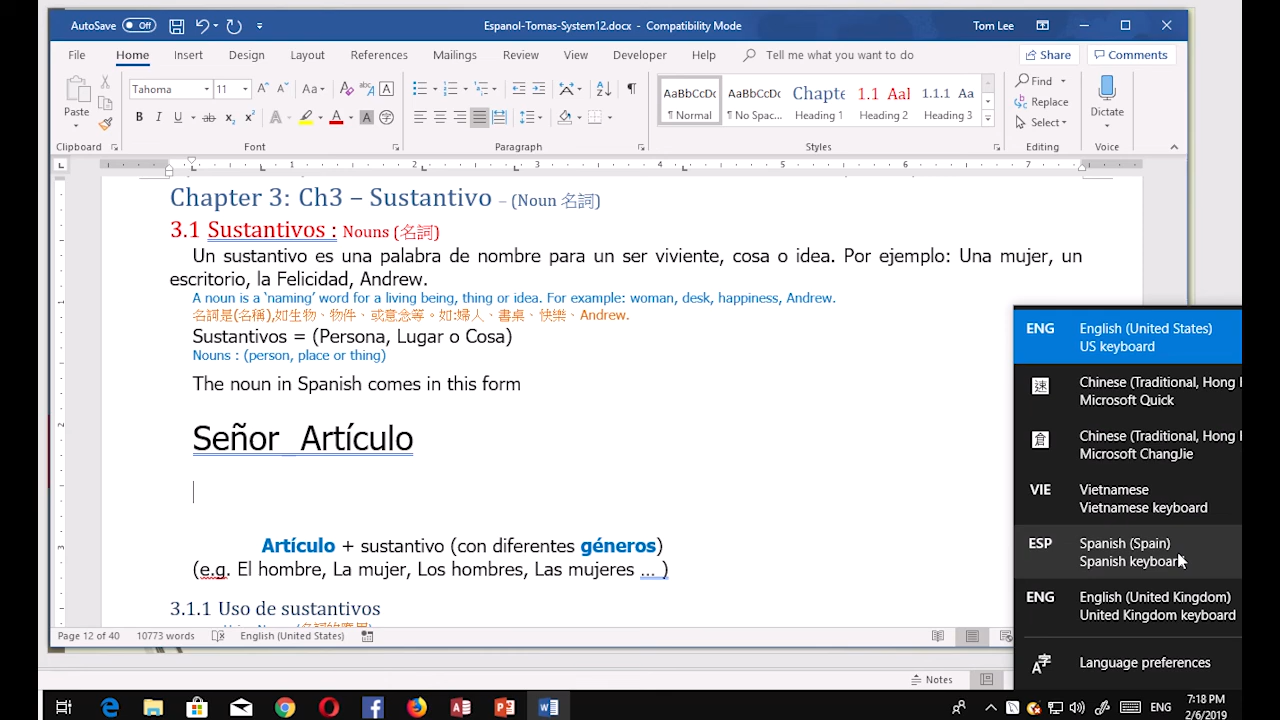 AutoSave Off Espanol-Tomas-System12.docx - Compatibility Mode Tom Lee
File Home Insert Design Layout References Mailings Review View Developer Help Tell me what you want to do Share Comments
Tahoma 11 AaBbCcDc AaBbCcDc Chapte 1.1 Aal 1.1.1 Aa Find
Paste Replace Dictate
¶ Normal ¶ No Spac... Heading 1 Heading 2 Heading 3 Select
Clipboard Font Paragraph Styles Editing Voice
1 2 3 4 5 6 7
Chapter 3: Ch3 – Sustantivo – (Noun 名詞)
3.1 Sustantivos : Nouns (名詞)
Un sustantivo es una palabra de nombre para un ser viviente, cosa o idea. Por ejemplo: Una mujer, un
escritorio, la Felicidad, Andrew.
A noun is a ‘naming’ word for a living being, thing or idea. For example: woman, desk, happiness, Andrew.
名詞是(名稱),如生物、物件、或意念等。如:婦人、書桌、快樂、Andrew.
Sustantivos = (Persona, Lugar o Cosa)
Nouns : (person, place or thing)
The noun in Spanish comes in this form
Señor_Artículo
Artículo + sustantivo (con diferentes géneros)
(e.g. El hombre, La mujer, Los hombres, Las mujeres ... )
3.1.1 Uso de sustantivos
Page 12 of 40 10773 words English (United States)
ENG English (United States)
US keyboard
速 Chinese (Traditional, Hong
Microsoft Quick
倉 Chinese (Traditional, Hong
Microsoft ChangJie
VIE Vietnamese
Vietnamese keyboard
ESP Spanish (Spain)
Spanish keyboard
ENG English (United Kingdom)
United Kingdom keyboard
Language preferences
Notes
ENG 7:18 PM
2/6/2019